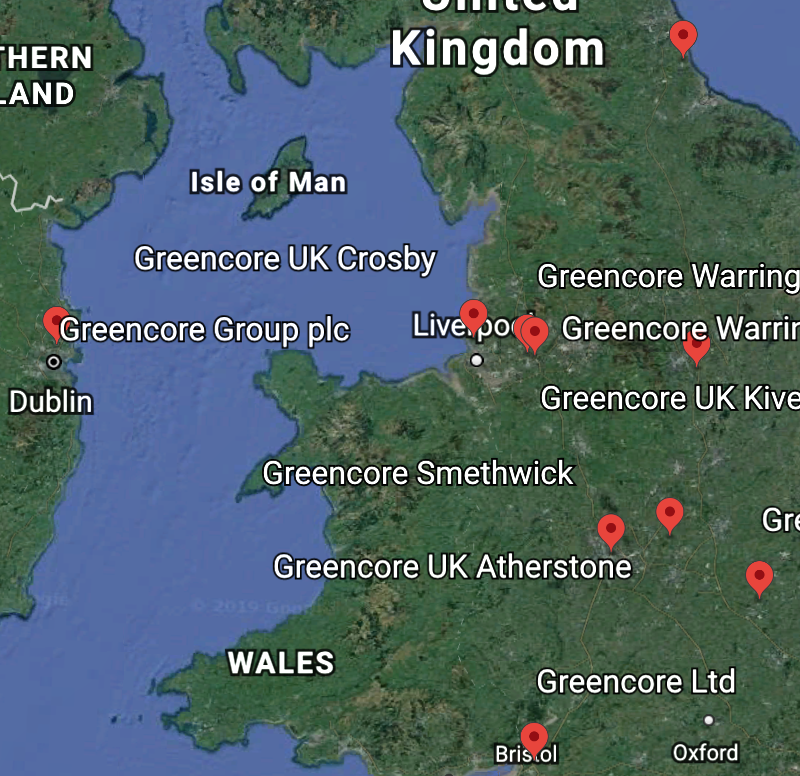 United
Kingdom
THERN
LAND
Isle of Man
Greencore UK Crosby
Greencore Warring
Greencore Group plc
Liverpool
Greencore Warrin
Dublin
Greencore UK Kive
Greencore Smethwick
Gre
Greencore UK Atherstone
© 2019 Goo
WALES
Greencore Ltd
Bristol
Oxford